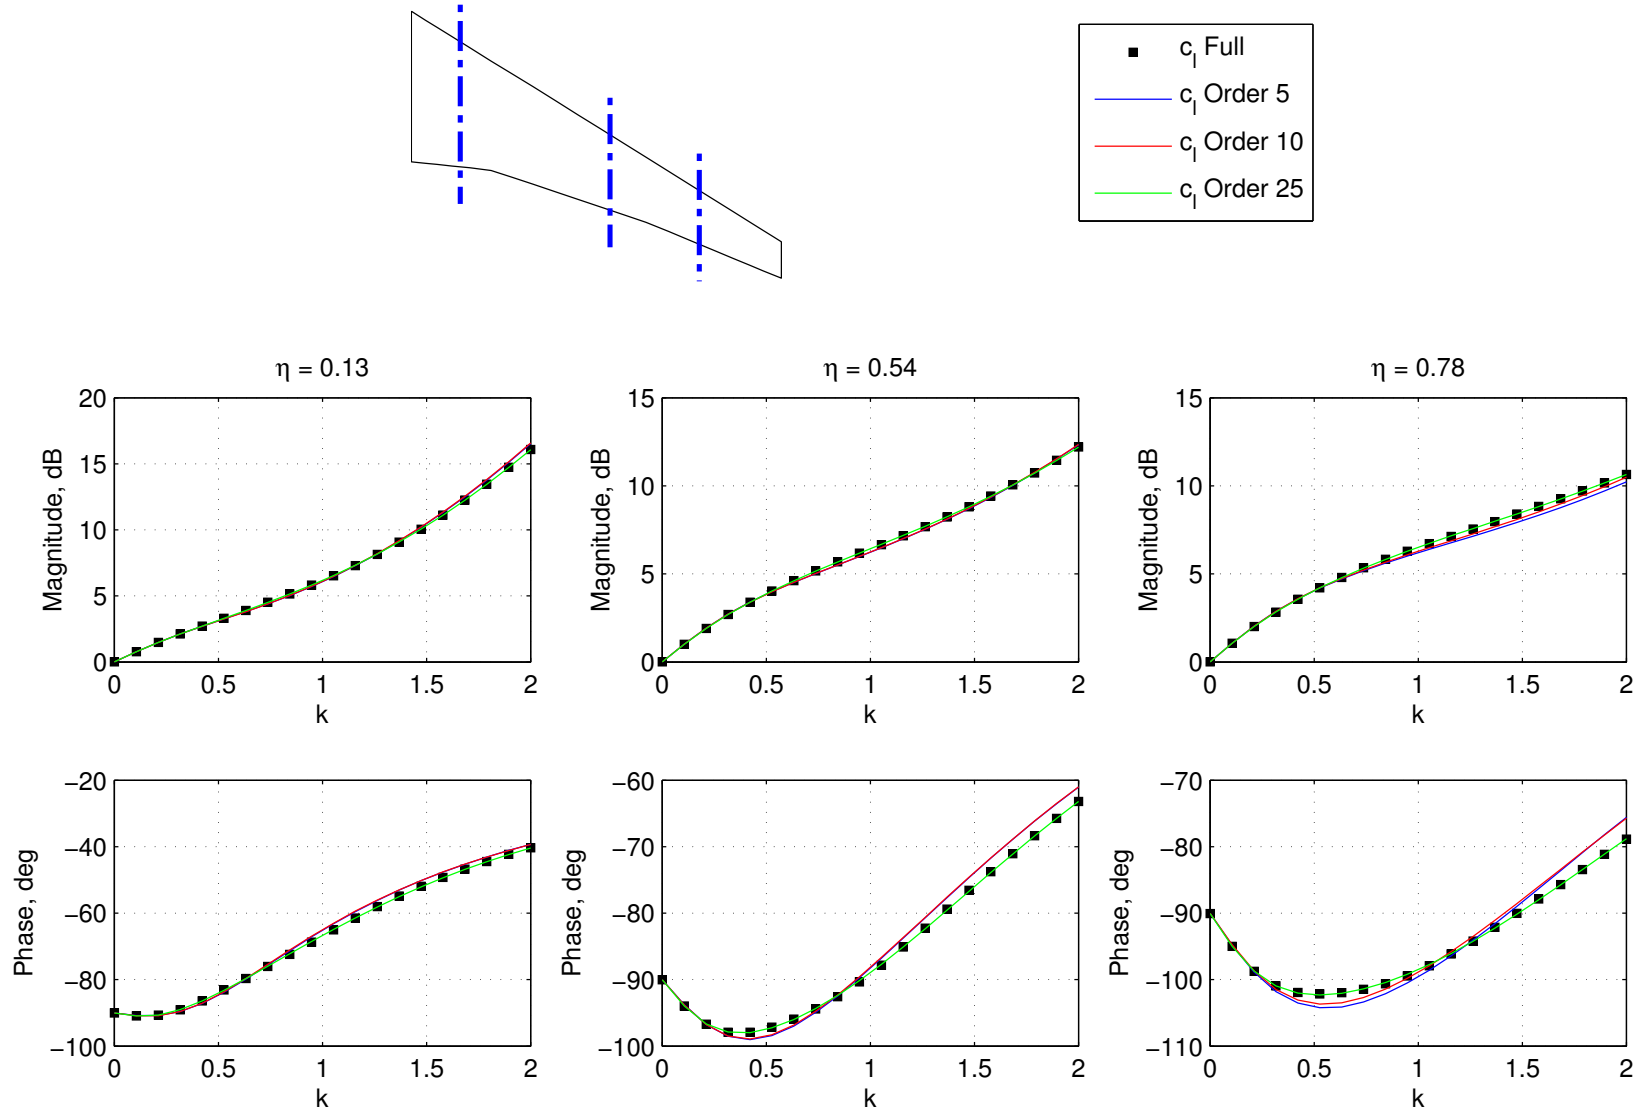 c_l Full
c_l Order 5
c_l Order 10
c_l Order 25
η = 0.13
20
15
10
5
0
Magnitude, dB
0 0.5 1 1.5 2
k
η = 0.54
15
10
5
0
Magnitude, dB
0 0.5 1 1.5 2
k
η = 0.78
15
10
5
0
Magnitude, dB
0 0.5 1 1.5 2
k
−20
−40
−60
−80
−100
Phase, deg
0 0.5 1 1.5 2
k
−60
−70
−80
−90
−100
Phase, deg
0 0.5 1 1.5 2
k
−70
−80
−90
−100
−110
Phase, deg
0 0.5 1 1.5 2
k